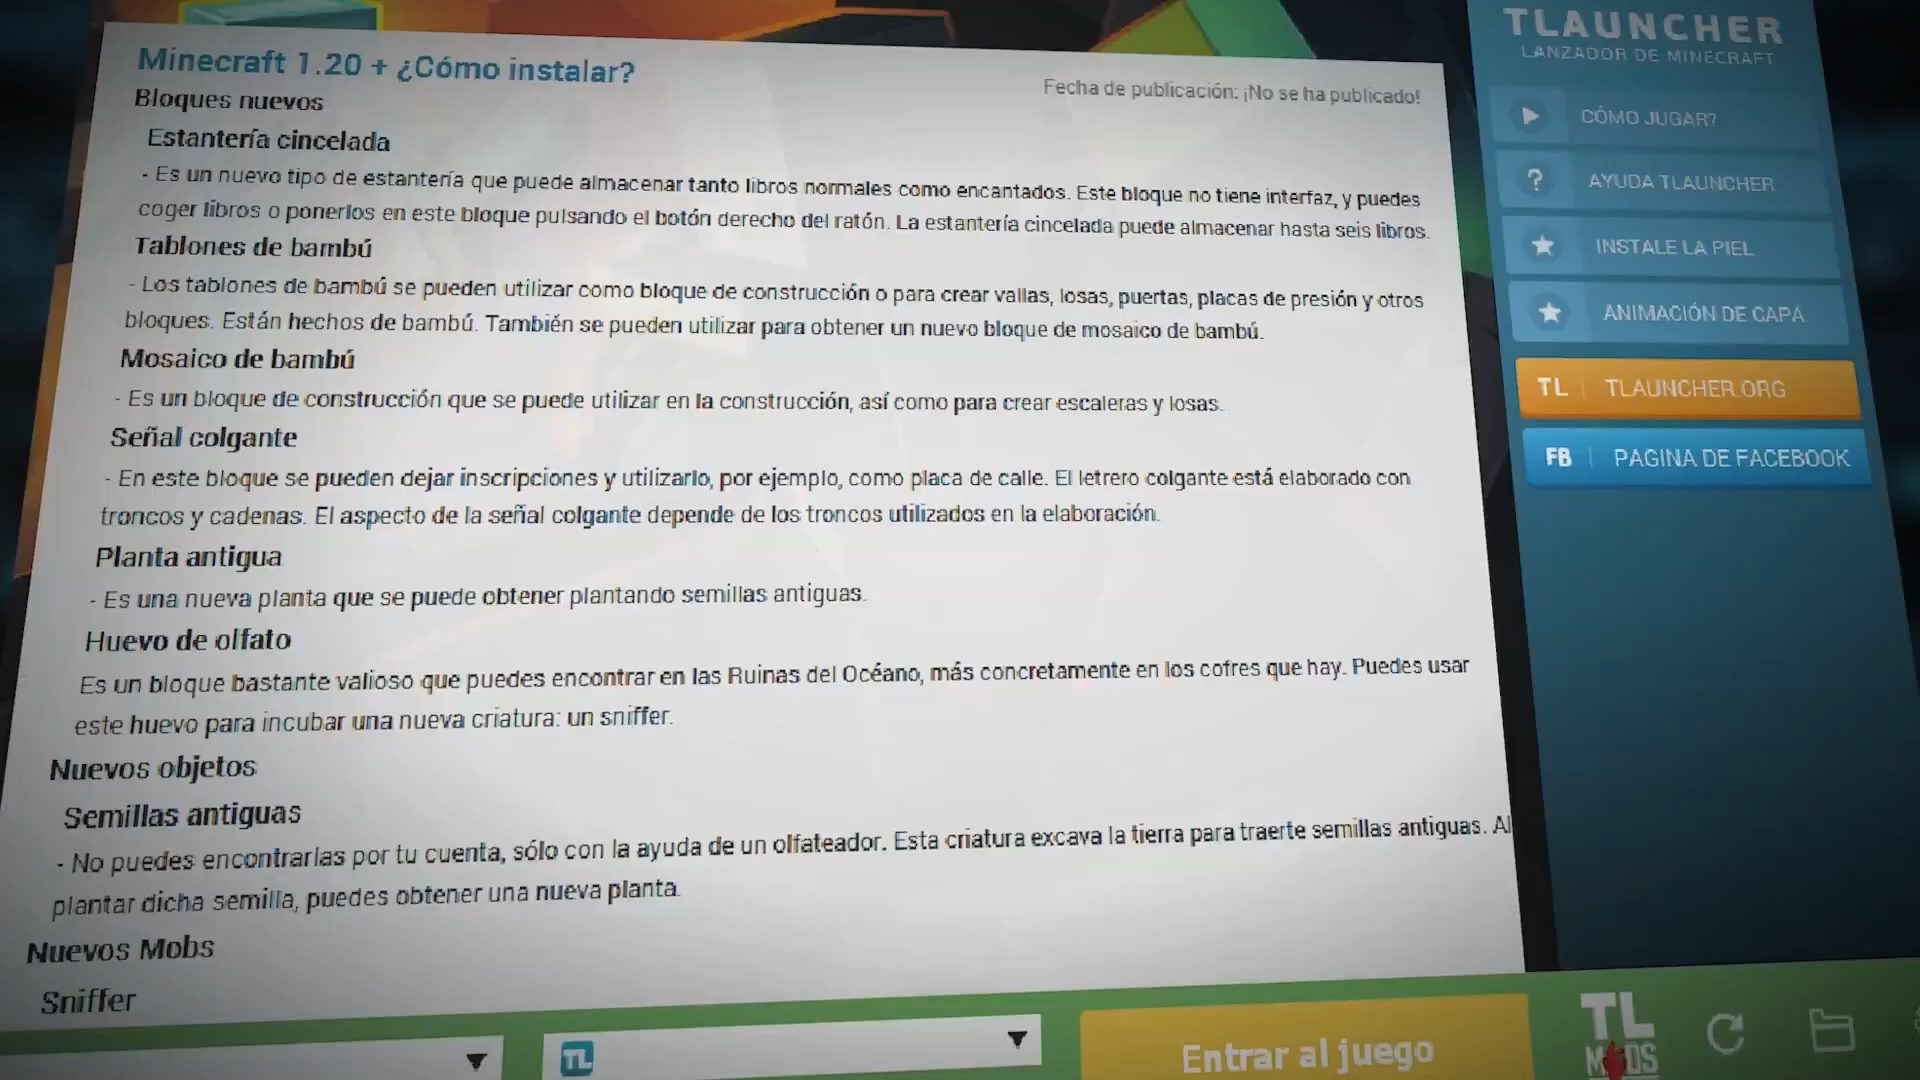 Minecraft 1.20 + ¿Cómo instalar?
Fecha de publicación: ¡No se ha publicado!
Bloques nuevos
Estantería cincelada
- Es un nuevo tipo de estantería que puede almacenar tanto libros normales como encantados. Este bloque no tiene interfaz, y puedes
coger libros o ponerlos en este bloque pulsando el botón derecho del ratón. La estantería cincelada puede almacenar hasta seis libros.
Tablones de bambú
- Los tablones de bambú se pueden utilizar como bloque de construcción o para crear vallas, losas, puertas, placas de presión y otros
bloques. Están hechos de bambú. También se pueden utilizar para obtener un nuevo bloque de mosaico de bambú.
Mosaico de bambú
- Es un bloque de construcción que se puede utilizar en la construcción, así como para crear escaleras y losas.
Señal colgante
- En este bloque se pueden dejar inscripciones y utilizarlo, por ejemplo, como placa de calle. El letrero colgante está elaborado con
troncos y cadenas. El aspecto de la señal colgante depende de los troncos utilizados en la elaboración.
Planta antigua
- Es una nueva planta que se puede obtener plantando semillas antiguas.
Huevo de olfato
Es un bloque bastante valioso que puedes encontrar en las Ruinas del Océano, más concretamente en los cofres que hay. Puedes usar
este huevo para incubar una nueva criatura: un sniffer.
Nuevos objetos
Semillas antiguas
- No puedes encontrarlas por tu cuenta, sólo con la ayuda de un olfateador. Esta criatura excava la tierra para traerte semillas antiguas. Al
plantar dicha semilla, puedes obtener una nueva planta.
Nuevos Mobs
Sniffer
TLAUNCHER
LANZADOR DE MINECRAFT
CÓMO JUGAR?
? AYUDA TLAUNCHER
INSTALE LA PIEL
ANIMACIÓN DE CAPA
TL TLAUNCHER.ORG
FB PAGINA DE FACEBOOK
TL
Entrar al juego
TL
MODS